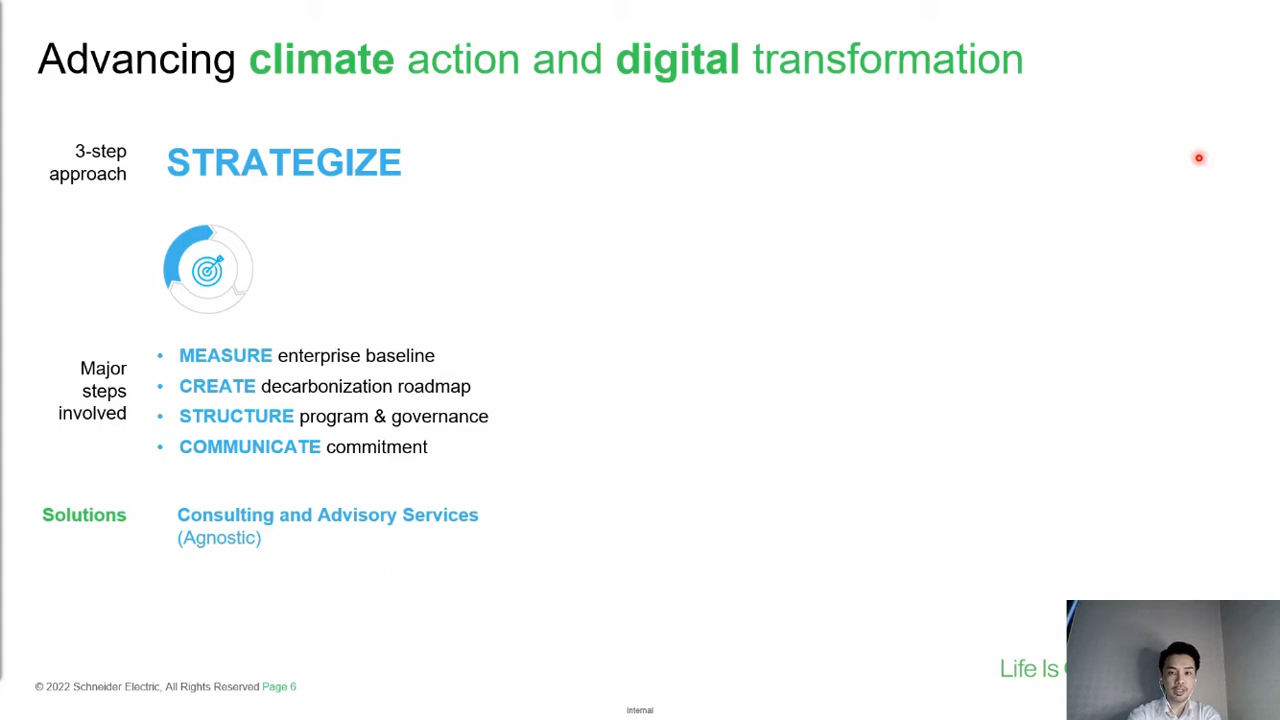 Advancing climate action and digital transformation
3-step
approach
STRATEGIZE
Major
steps
involved
• MEASURE enterprise baseline
• CREATE decarbonization roadmap
• STRUCTURE program & governance
• COMMUNICATE commitment
Solutions
Consulting and Advisory Services
(Agnostic)
Life Is
© 2022 Schneider Electric, All Rights Reserved Page 6
Internal